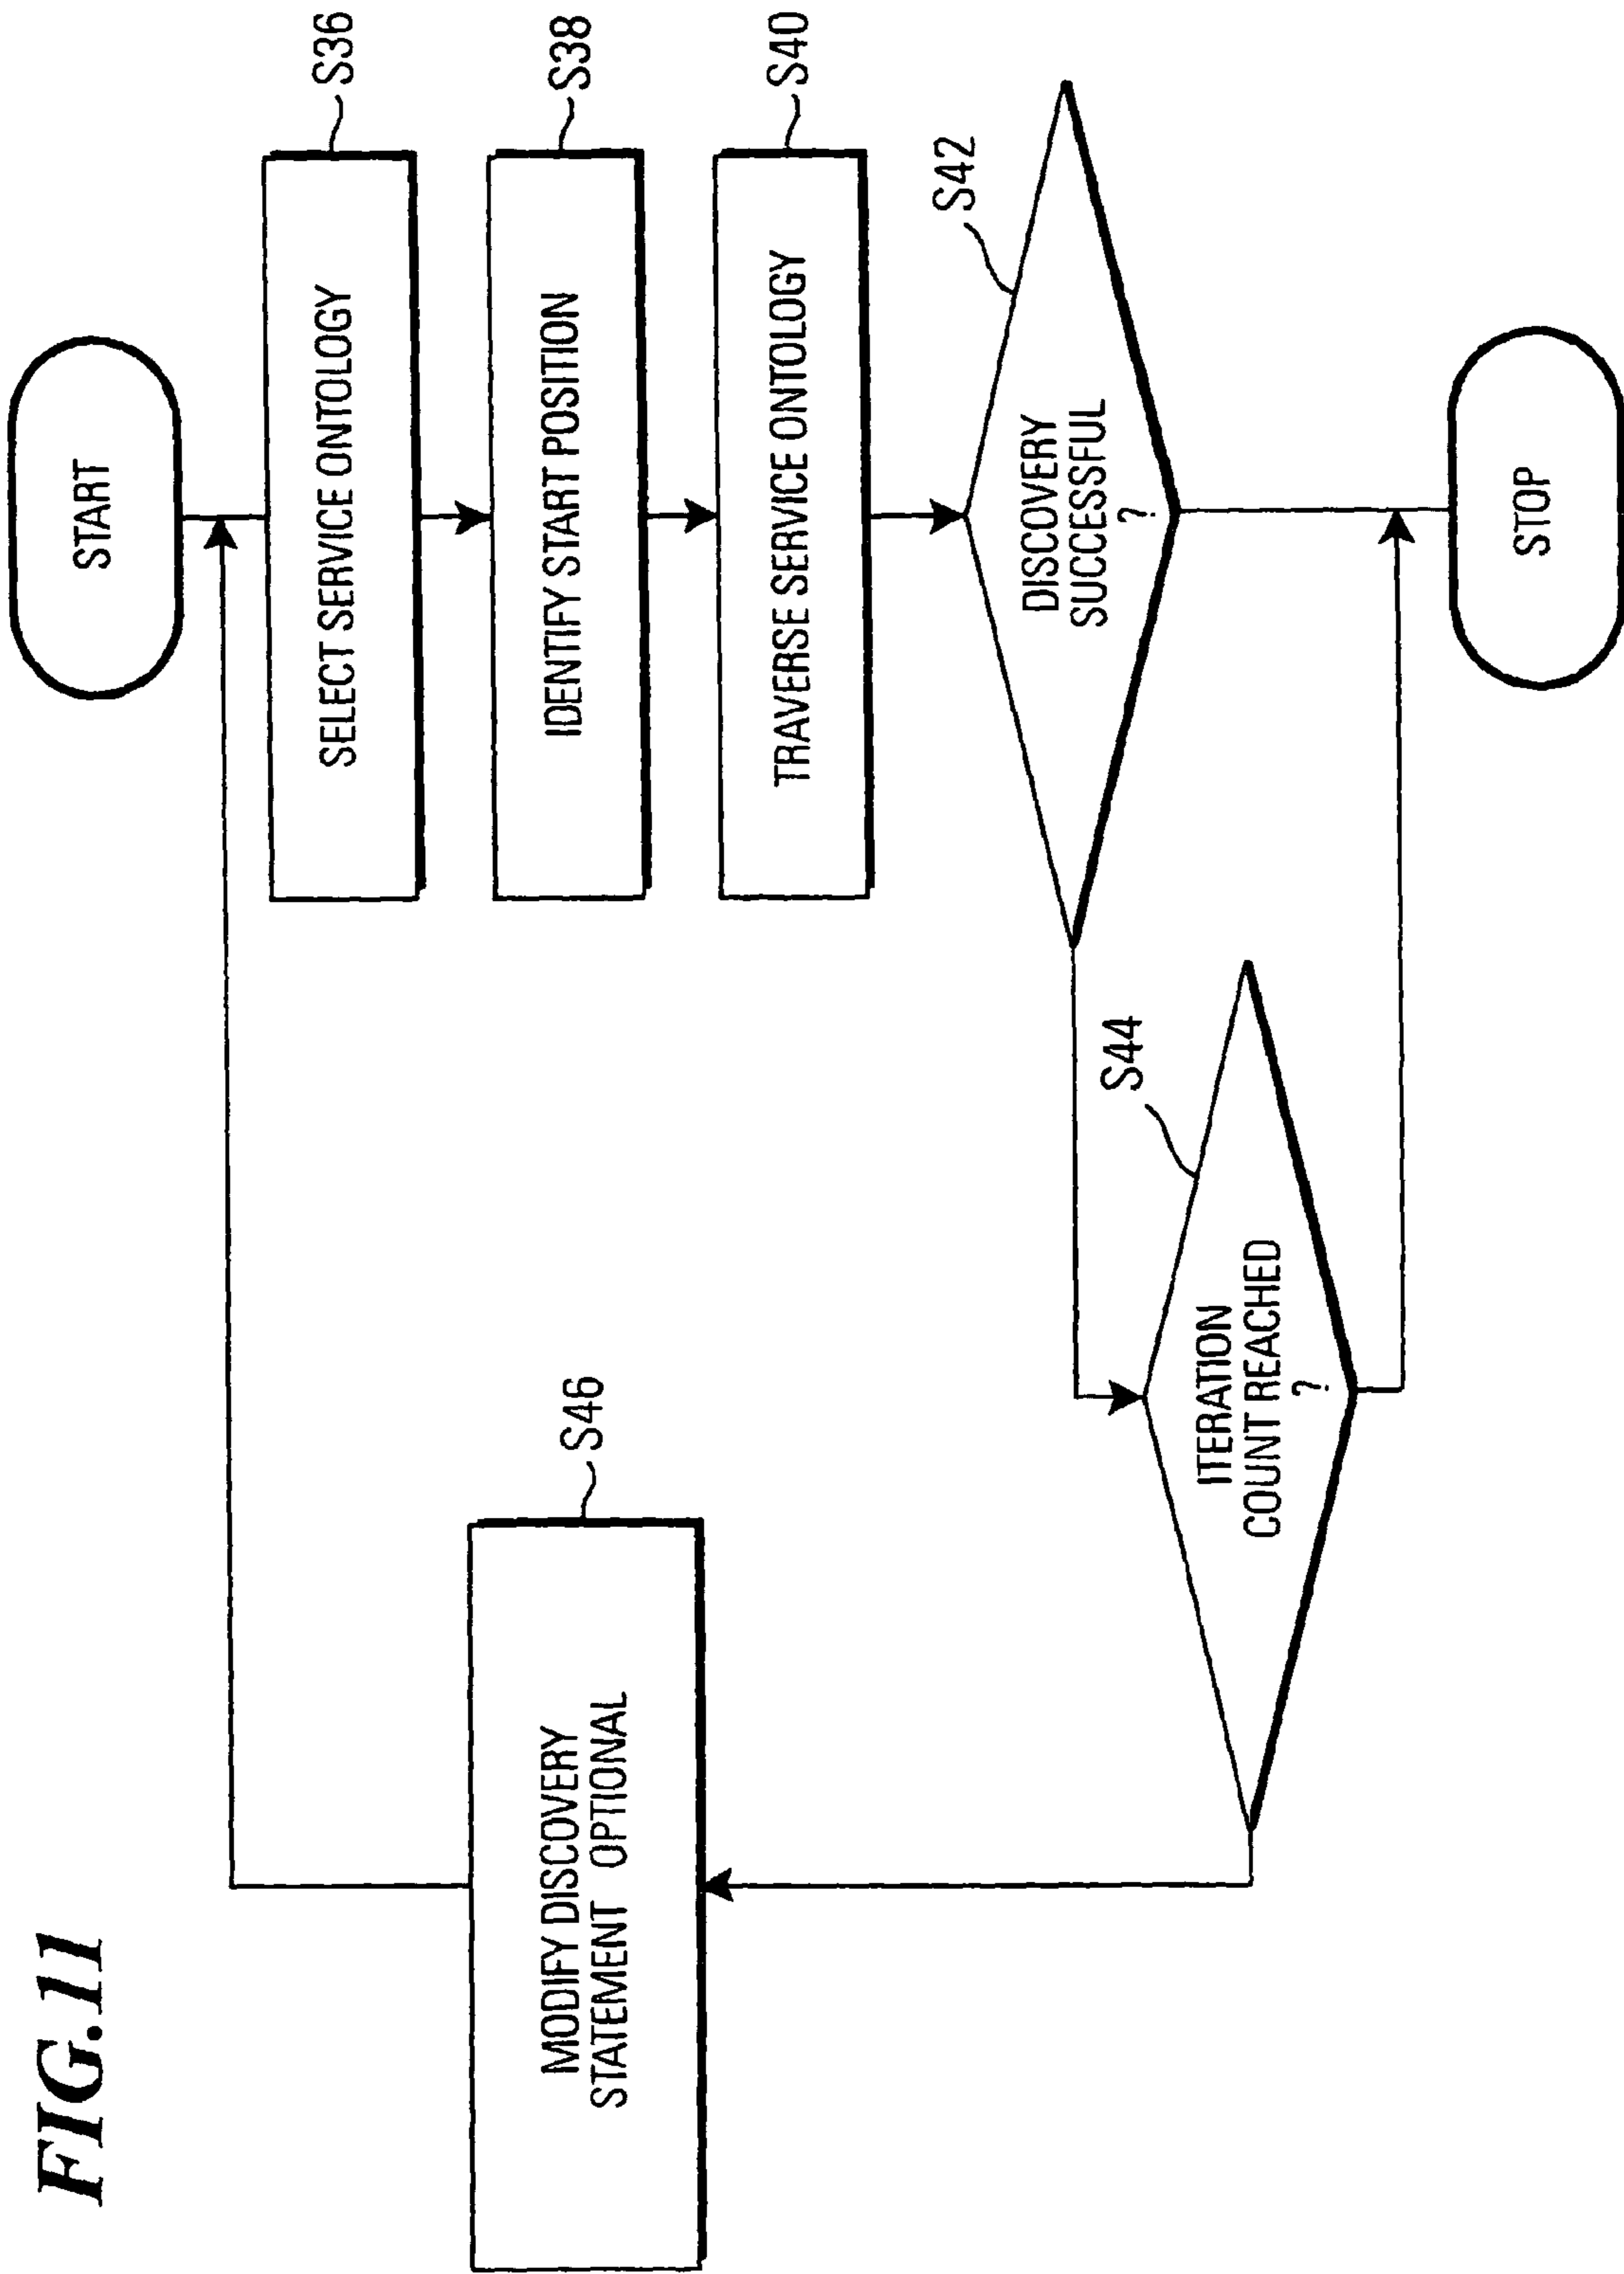 FIG.11
START
SELECT SERVICE ONTOLOGY
S36
IDENTIFY START POSITION
S38
TRAVERSE SERVICE ONTOLOGY
S40
DISCOVERY
SUCCESSFUL
?
S42
ITERATION
COUNT REACHED
?
S44
MODIFY DISCOVERY
STATEMENT OPTIONAL
S46
STOP